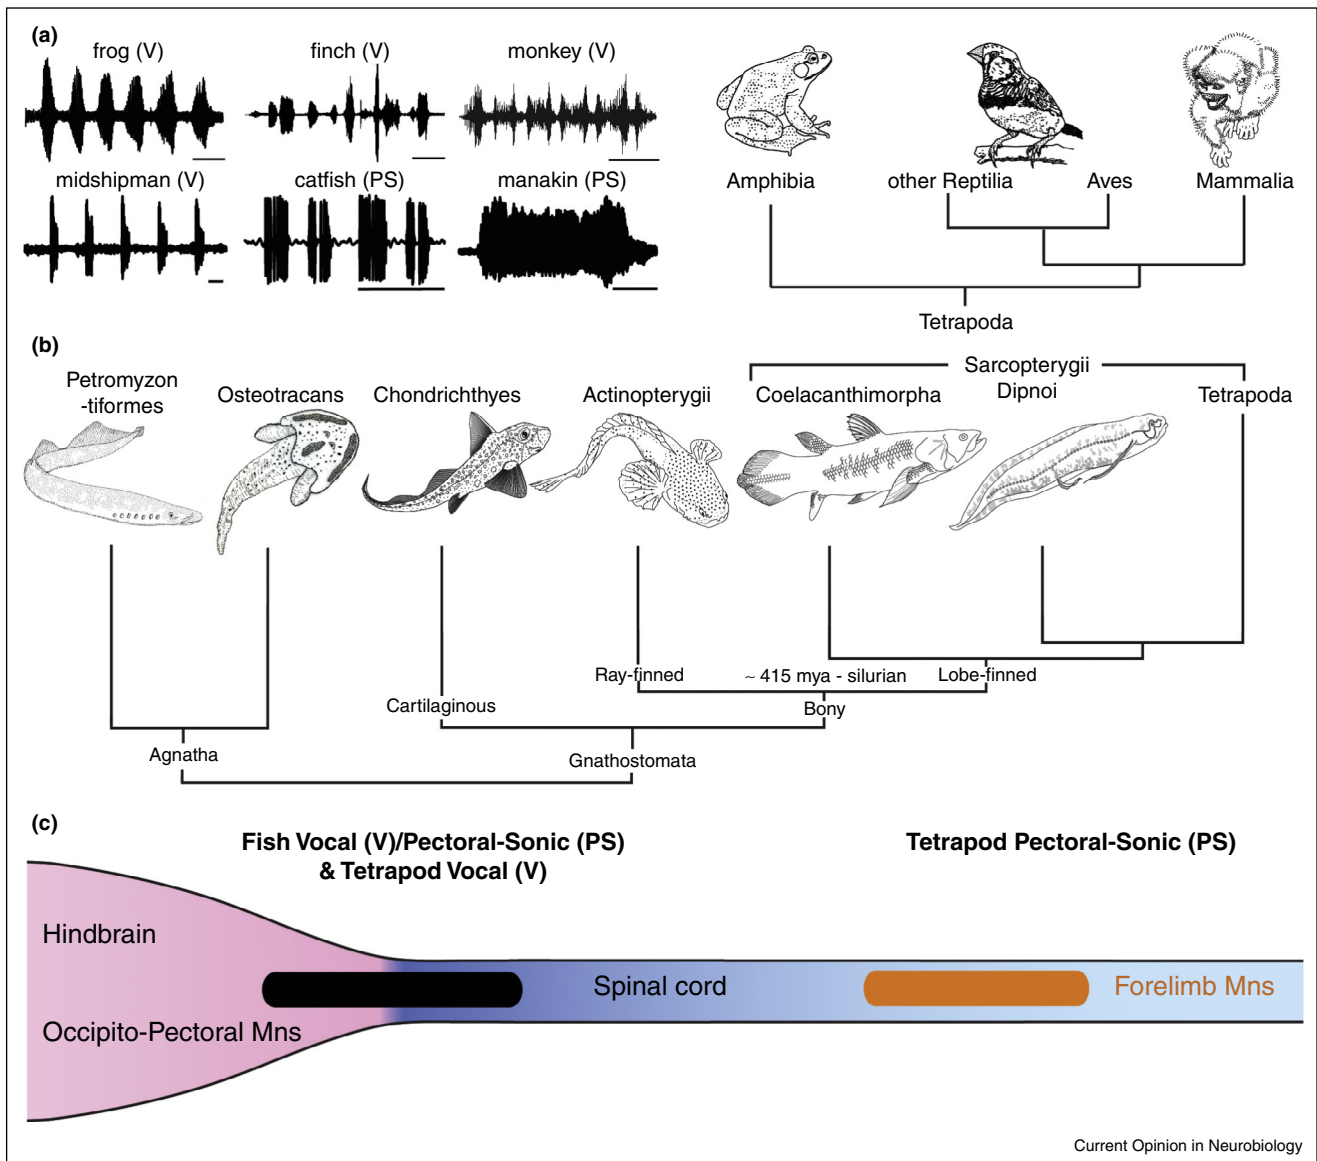 (a)
frog (V)
finch (V)
monkey (V)
midshipman (V)
catfish (PS)
manakin (PS)
Amphibia
other Reptilia
Aves
Mammalia
Tetrapoda
(b)
Petromyzon
-tiformes
Osteotracans
Chondrichthyes
Actinopterygii
Coelacanthimorpha
Sarcopterygii
Dipnoi
Tetrapoda
Ray-finned
~ 415 mya - silurian
Lobe-finned
Cartilaginous
Bony
Agnatha
Gnathostomata
(c)
Fish Vocal (V)/Pectoral-Sonic (PS)
& Tetrapod Vocal (V)
Tetrapod Pectoral-Sonic (PS)
Hindbrain
Spinal cord
Forelimb Mns
Occipito-Pectoral Mns
Current Opinion in Neurobiology